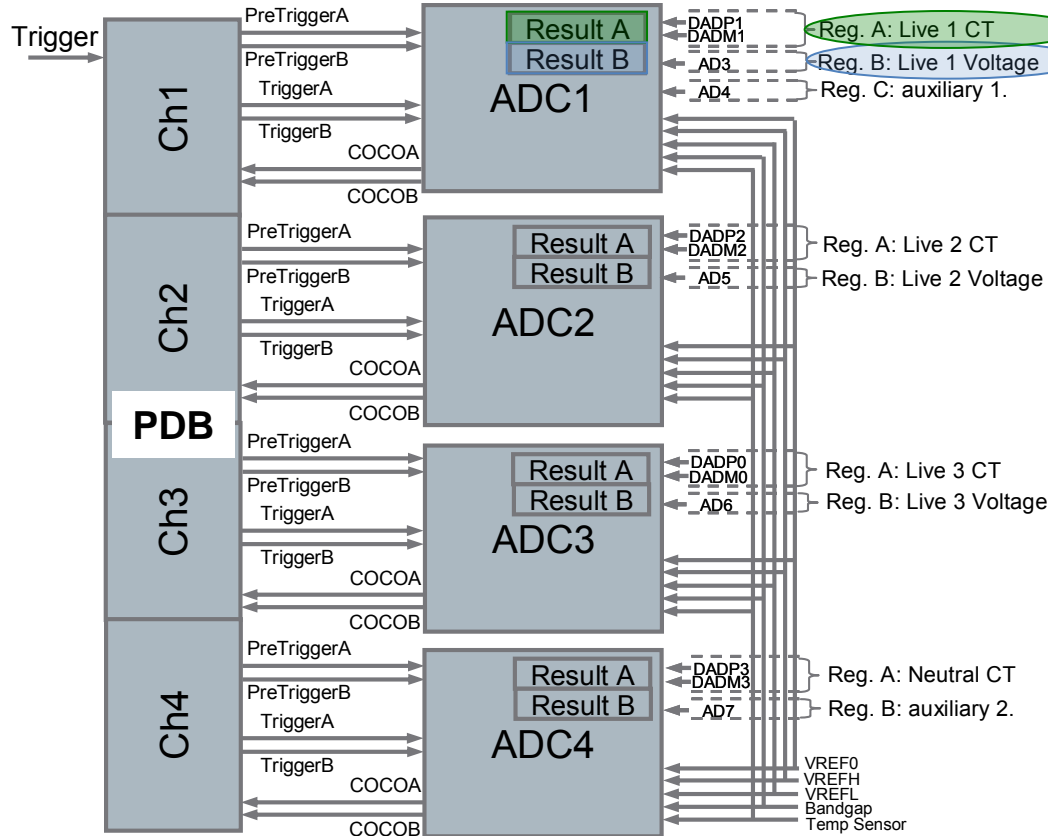 Trigger
Ch1
PreTriggerA
PreTriggerB
TriggerA
TriggerB
COCOA
COCOB
Result A
Result B
ADC1
DADP1
DADM1
AD3
AD4
Reg. A: Live 1 CT
Reg. B: Live 1 Voltage
Reg. C: auxiliary 1.
Ch2
PreTriggerA
PreTriggerB
TriggerA
TriggerB
COCOA
COCOB
Result A
Result B
ADC2
DADP2
DADM2
AD5
Reg. A: Live 2 CT
Reg. B: Live 2 Voltage
PDB
Ch3
PreTriggerA
PreTriggerB
TriggerA
TriggerB
COCOA
COCOB
Result A
Result B
ADC3
DADP0
DADM0
AD6
Reg. A: Live 3 CT
Reg. B: Live 3 Voltage
Ch4
PreTriggerA
PreTriggerB
TriggerA
TriggerB
COCOA
COCOB
Result A
Result B
ADC4
DADP3
DADM3
AD7
Reg. A: Neutral CT
Reg. B: auxiliary 2.
VREF0
VREFH
VREFL
Bandgap
Temp Sensor